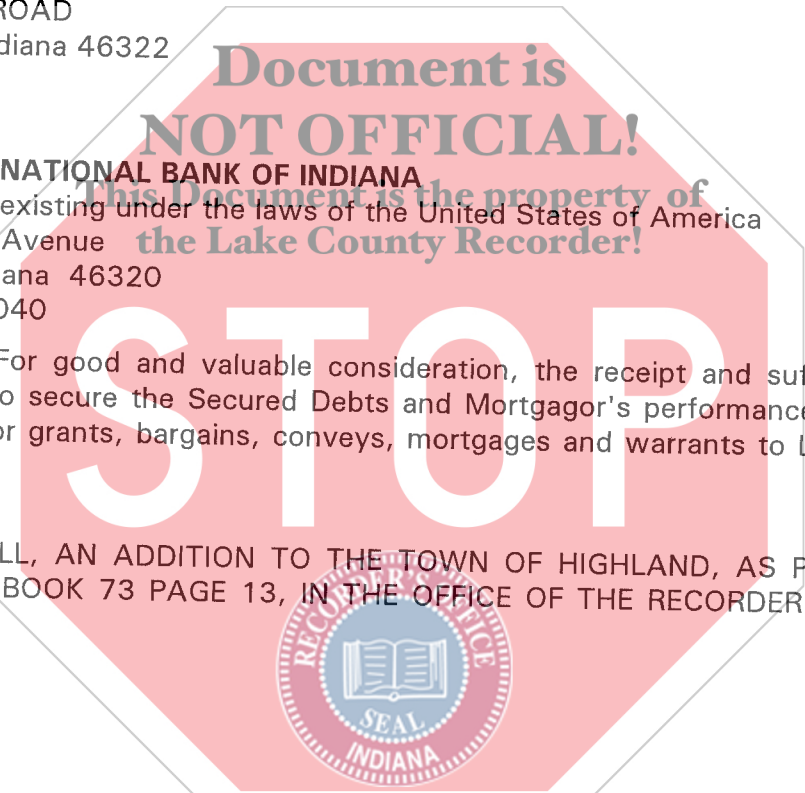 ROAD
diana 46322
Document is
NOT OFFICIAL!
NATIONAL BANK OF INDIANA
This Document is the property of
existing under the laws of the United States of America
Avenue
the Lake County Recorder!
ana 46320
040
STOP
For good and valuable consideration, the receipt and suf
o secure the Secured Debts and Mortgagor's performance
or grants, bargains, conveys, mortgages and warrants to L
LL, AN ADDITION TO THE TOWN OF HIGHLAND, AS P
BOOK 73 PAGE 13, IN THE OFFICE OF THE RECORDER
RECORDER'S OFFICE
SEAL
INDIANA